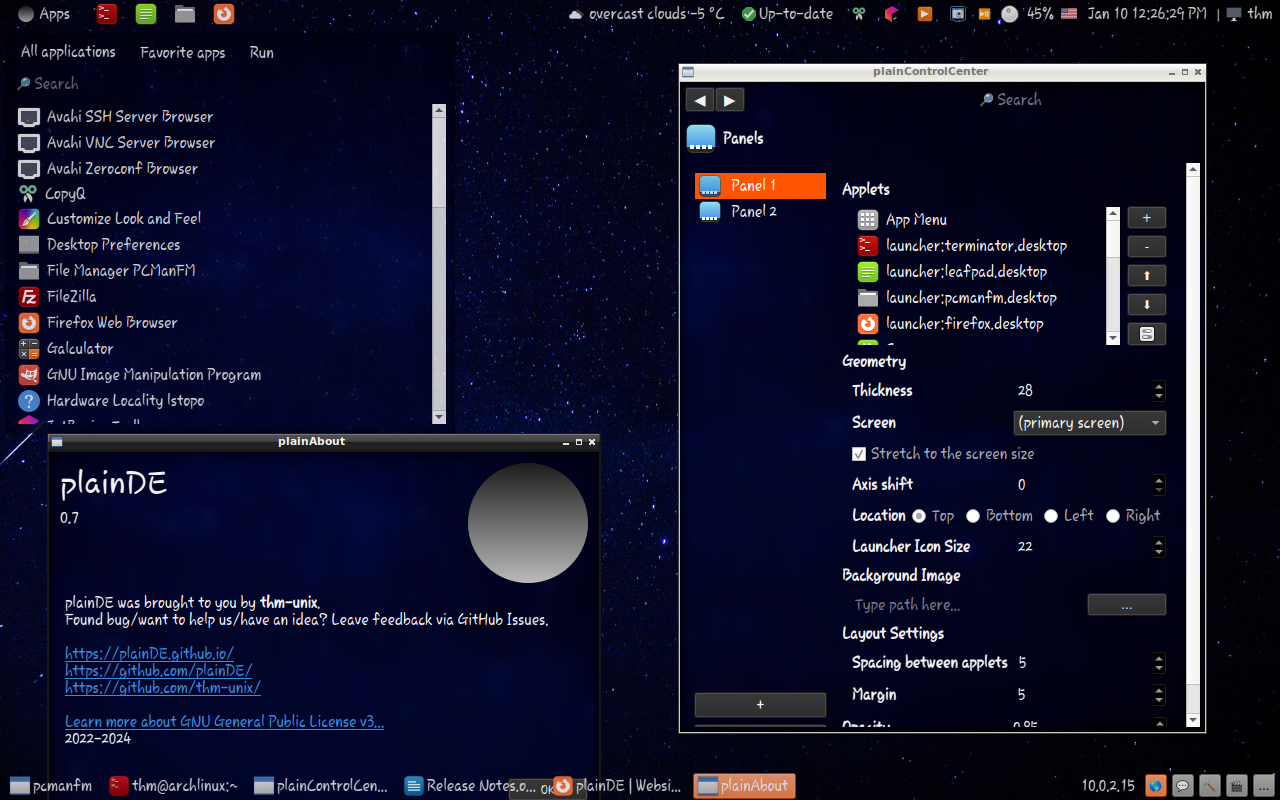 Apps
overcast clouds -5 °C
Up-to-date
45%
Jan 10 12:26:29 PM
|
thm
All applications Favorite apps Run
Search
Avahi SSH Server Browser
Avahi VNC Server Browser
Avahi Zeroconf Browser
CopyQ
Customize Look and Feel
Desktop Preferences
File Manager PCManFM
FileZilla
Firefox Web Browser
Galculator
GNU Image Manipulation Program
Hardware Locality lstopo
plainControlCenter
Search
Panels
Panel 1
Panel 2
+
Applets
App Menu
launcher:terminator.desktop
launcher:leafpad.desktop
launcher:pcmanfm.desktop
launcher:firefox.desktop
+
-
Geometry
Thickness 28
Screen (primary screen)
Stretch to the screen size
Axis shift 0
Location Top Bottom Left Right
Launcher Icon Size 22
Background Image
Type path here... ...
Layout Settings
Spacing between applets 5
Margin 5
Opacity 0.85
plainAbout
plainDE
0.7
plainDE was brought to you by thm-unix.
Found bug/want to help us/have an idea? Leave feedback via GitHub Issues.
https://plainDE.github.io/
https://github.com/plainDE/
https://github.com/thm-unix/
Learn more about GNU General Public License v3...
2022-2024
OK
pcmanfm
thm@archlinux:~
plainControlCen...
Release Notes.o...
plainDE | Websi...
plainAbout
10.0.2.15
...